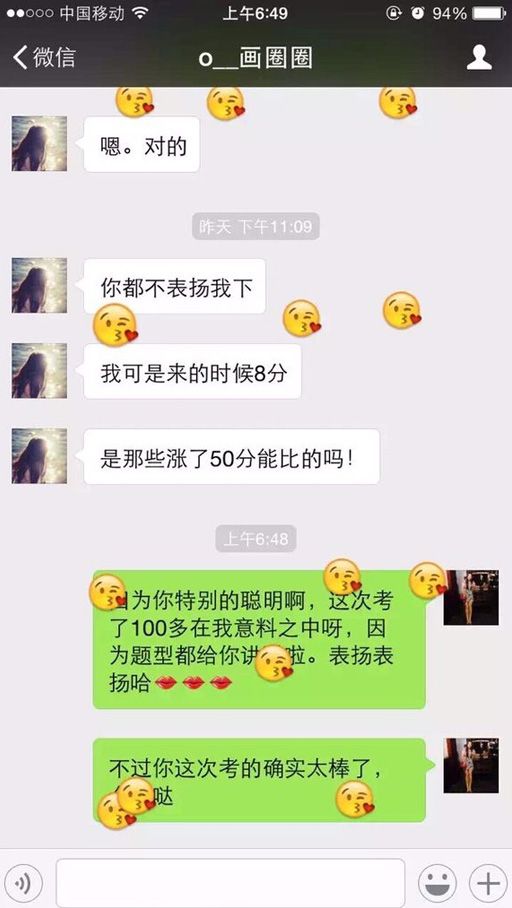 中国移动
上午6:49
94%
微信
o__画圈圈
嗯。对的
昨天 下午11:09
你都不表扬我下
我可是来的时候8分
是那些涨了50分能比的吗！
上午6:48
为你特别的聪明啊，这次考
了100多在我意料之中呀，因
为题型都给你讲啦。表扬表
扬哈💋💋💋
不过你这次考的确实太棒了，
哒